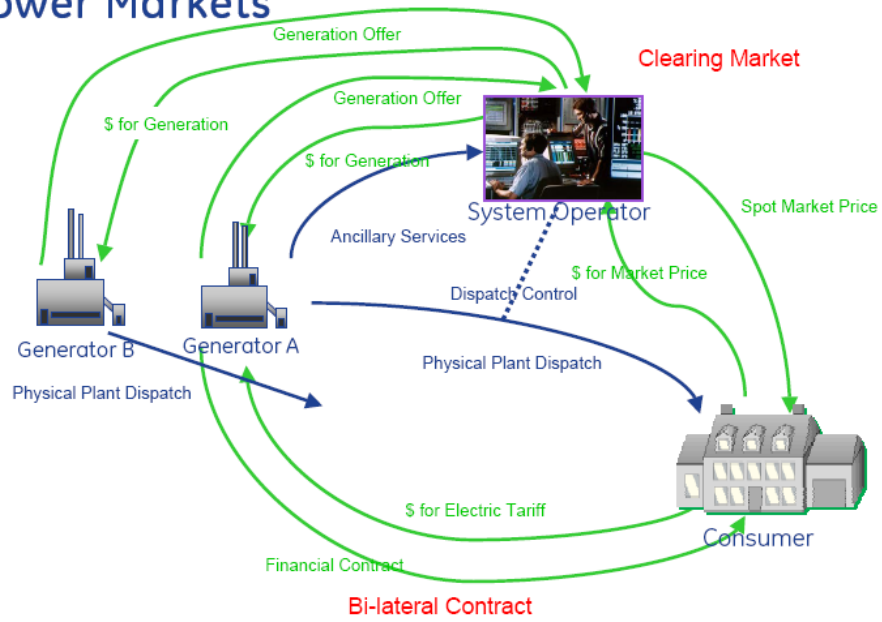 ower Markets
Generation Offer
Clearing Market
Generation Offer
$ for Generation
$ for Generation
Spot Market Price
System Operator
Ancillary Services
$ for Market Price
Dispatch Control
Generator B
Generator A
Physical Plant Dispatch
Physical Plant Dispatch
$ for Electric Tariff
Consumer
Financial Contract
Bi-lateral Contract